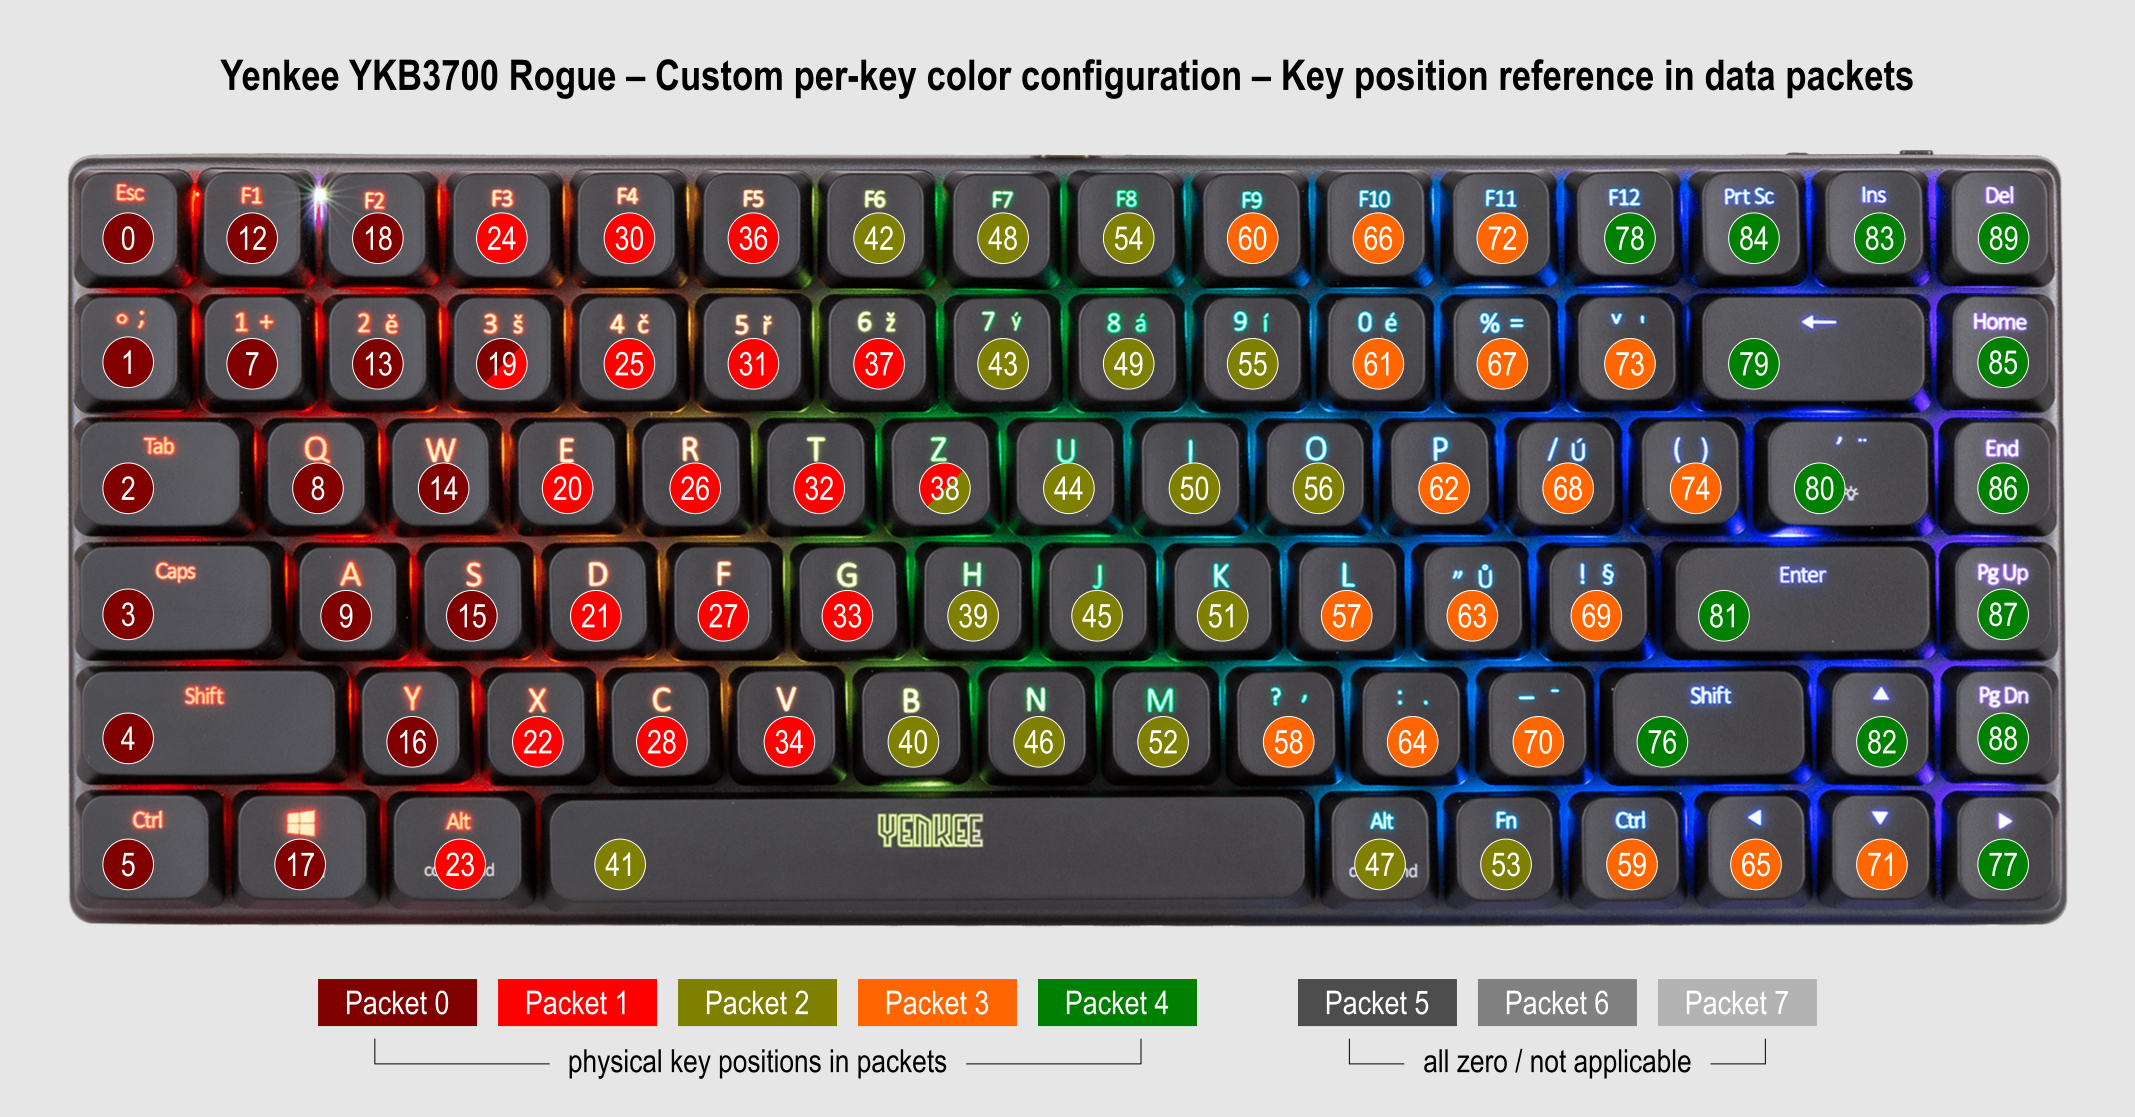 Yenkee YKB3700 Rogue – Custom per-key color configuration – Key position reference in data packets
Esc F1 F2 F3 F4 F5 F6 F7 F8 F9 F10 F11 F12 Prt Sc Ins Del
0 12 18 24 30 36 42 48 54 60 66 72 78 84 83 89
° ; 1 + 2 ě 3 š 4 č 5 ř 6 ž 7 ý 8 á 9 í 0 é % = ˇ ' ← Home
1 7 13 19 25 31 37 43 49 55 61 67 73 79 85
Tab Q W E R T Z U I O P / ú ( ) ' ¨ End
2 8 14 20 26 32 38 44 50 56 62 68 74 80 86
Caps A S D F G H J K L " ů ! § Enter Pg Up
3 9 15 21 27 33 39 45 51 57 63 69 81 87
Shift Y X C V B N M ? , : . – - Shift ▲ Pg Dn
4 16 22 28 34 40 46 52 58 64 70 76 82 88
Ctrl Alt YENKEE Alt Fn Ctrl ◀ ▼ ▶
5 17 23 41 47 53 59 65 71 77
Packet 0 Packet 1 Packet 2 Packet 3 Packet 4 Packet 5 Packet 6 Packet 7
physical key positions in packets all zero / not applicable